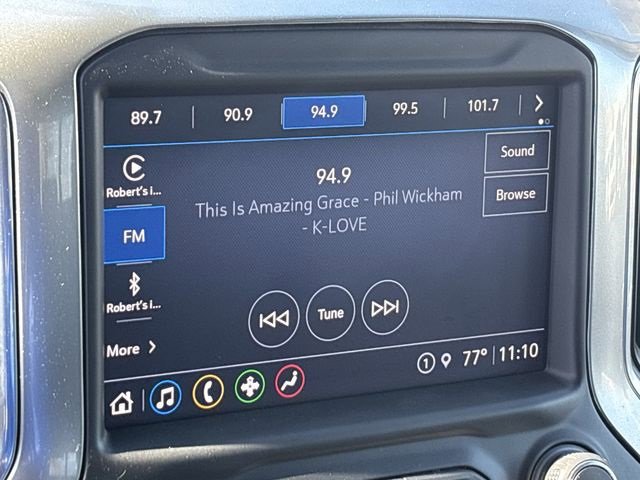 89.7 90.9 94.9 99.5 101.7
Robert's i...
94.9
This Is Amazing Grace - Phil Wickham
- K-LOVE
Sound
Browse
FM
Robert's i...
Tune
More
1 77° 11:10